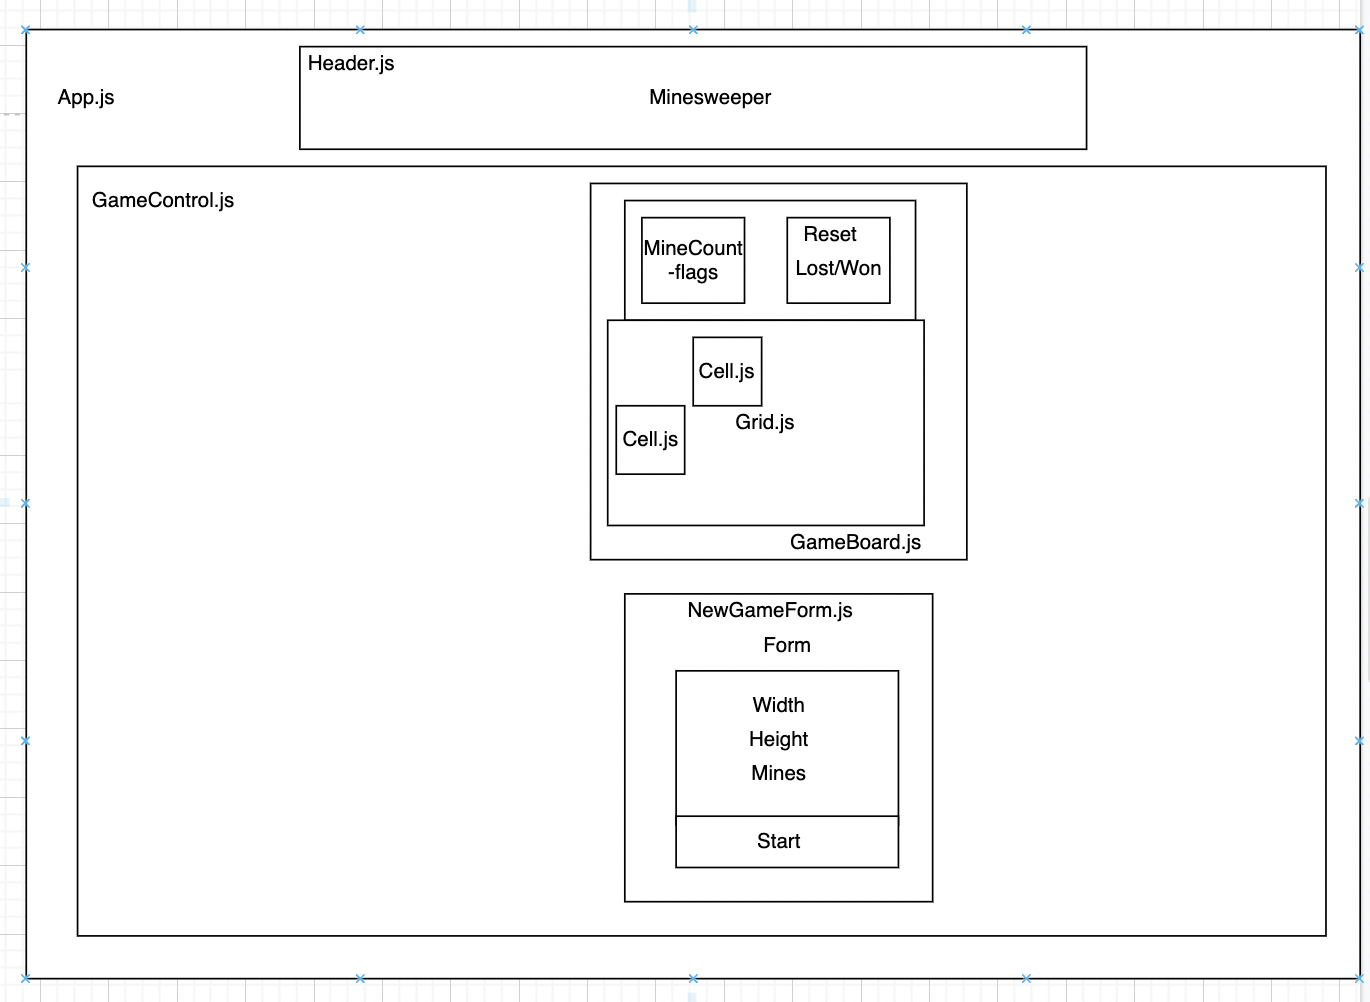 Header.js
App.js
Minesweeper
GameControl.js
MineCount
-flags
Reset
Lost/Won
Cell.js
Grid.js
Cell.js
GameBoard.js
NewGameForm.js
Form
Width
Height
Mines
Start